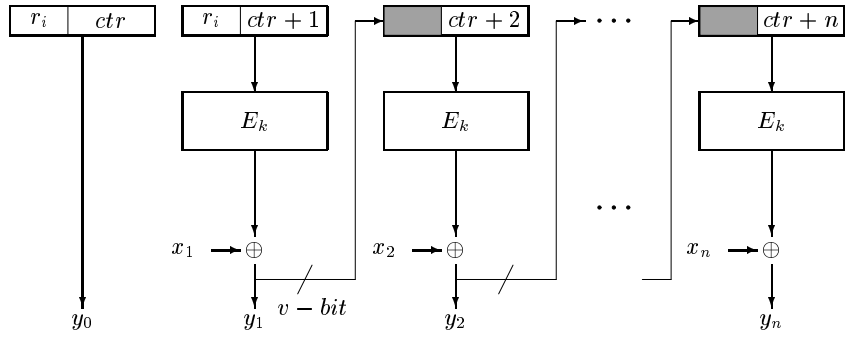 r_i ctr r_i ctr + 1 ctr + 2 ··· ctr + n
E_k E_k E_k
···
x_1 ⊕ x_2 ⊕ x_n ⊕
v − bit
y_0 y_1 y_2 y_n